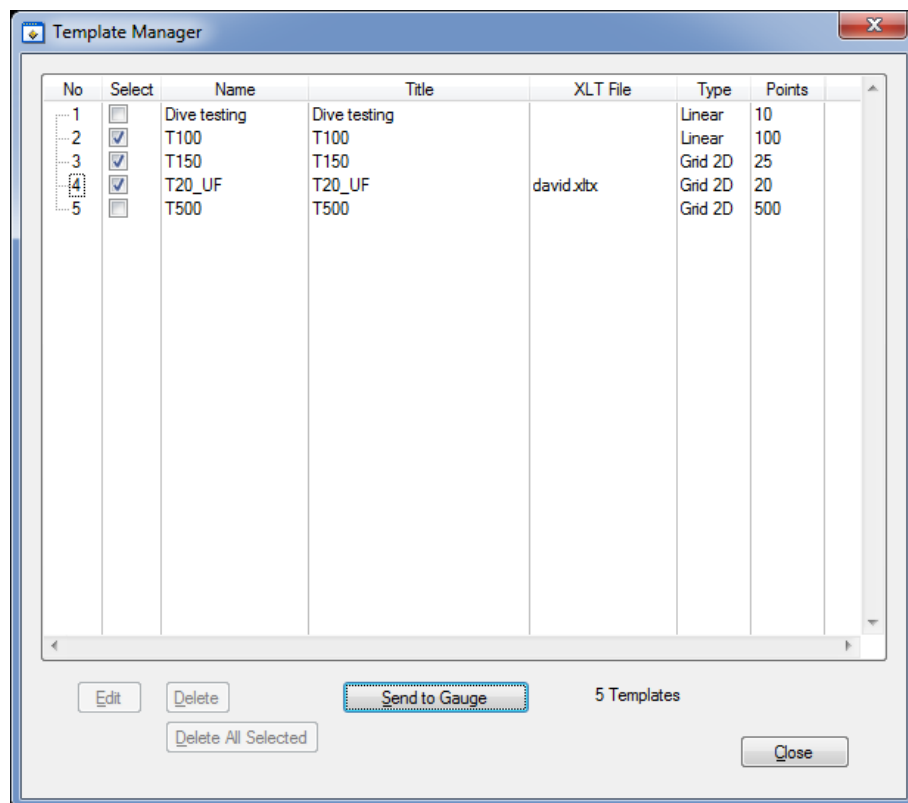 Template Manager
No Select Name Title XLT File Type Points
1 Dive testing Dive testing Linear 10
2 T100 T100 Linear 100
3 T150 T150 Grid 2D 25
4 T20_UF T20_UF david.xltx Grid 2D 20
5 T500 T500 Grid 2D 500
Edit Delete Send to Gauge 5 Templates
Delete All Selected
Close